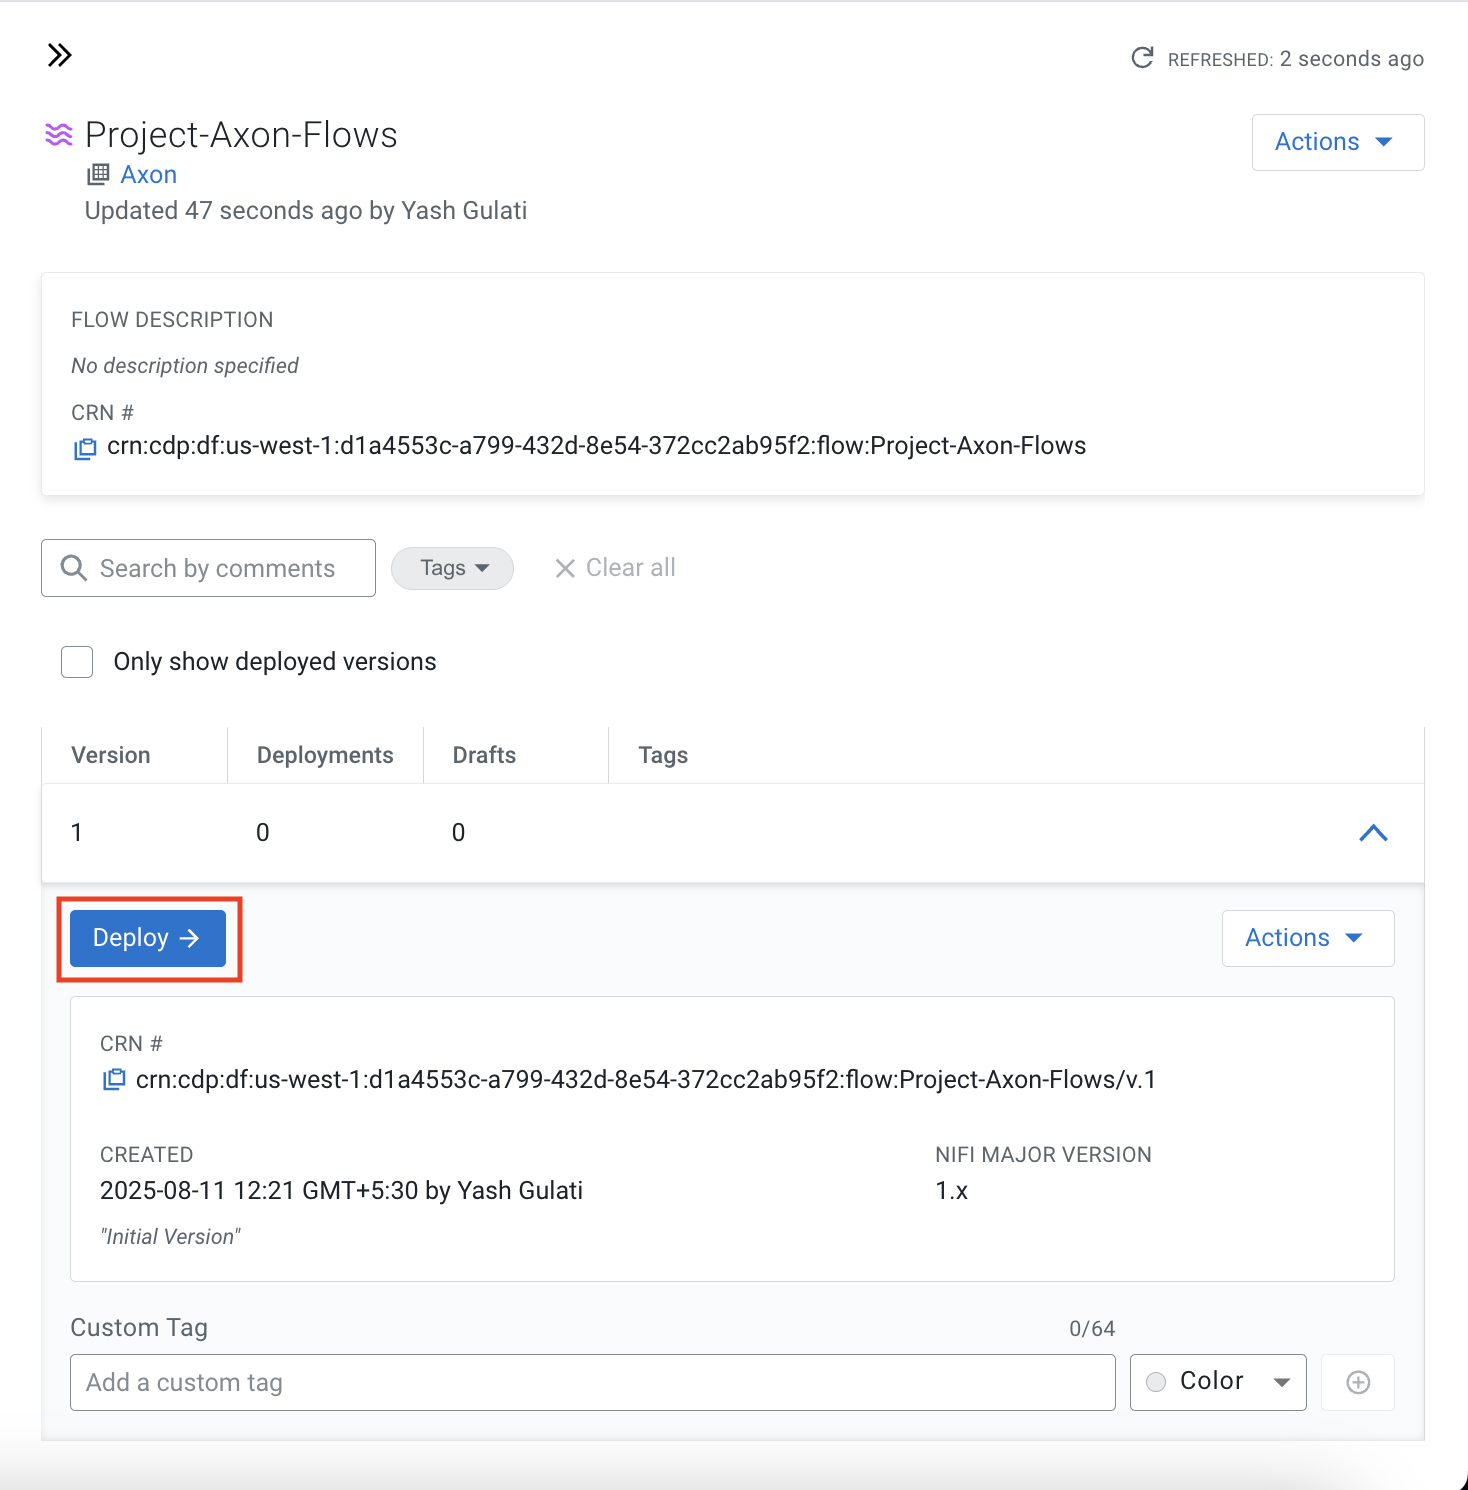 REFRESHED: 2 seconds ago
Project-Axon-Flows
Actions
Axon
Updated 47 seconds ago by Yash Gulati
FLOW DESCRIPTION
No description specified
CRN #
crn:cdp:df:us-west-1:d1a4553c-a799-432d-8e54-372cc2ab95f2:flow:Project-Axon-Flows
Search by comments
Tags
Clear all
Only show deployed versions
Version Deployments Drafts Tags
1 0 0
Deploy
Actions
CRN #
crn:cdp:df:us-west-1:d1a4553c-a799-432d-8e54-372cc2ab95f2:flow:Project-Axon-Flows/v.1
CREATED
NIFI MAJOR VERSION
2025-08-11 12:21 GMT+5:30 by Yash Gulati
1.x
"Initial Version"
Custom Tag
0/64
Add a custom tag
Color